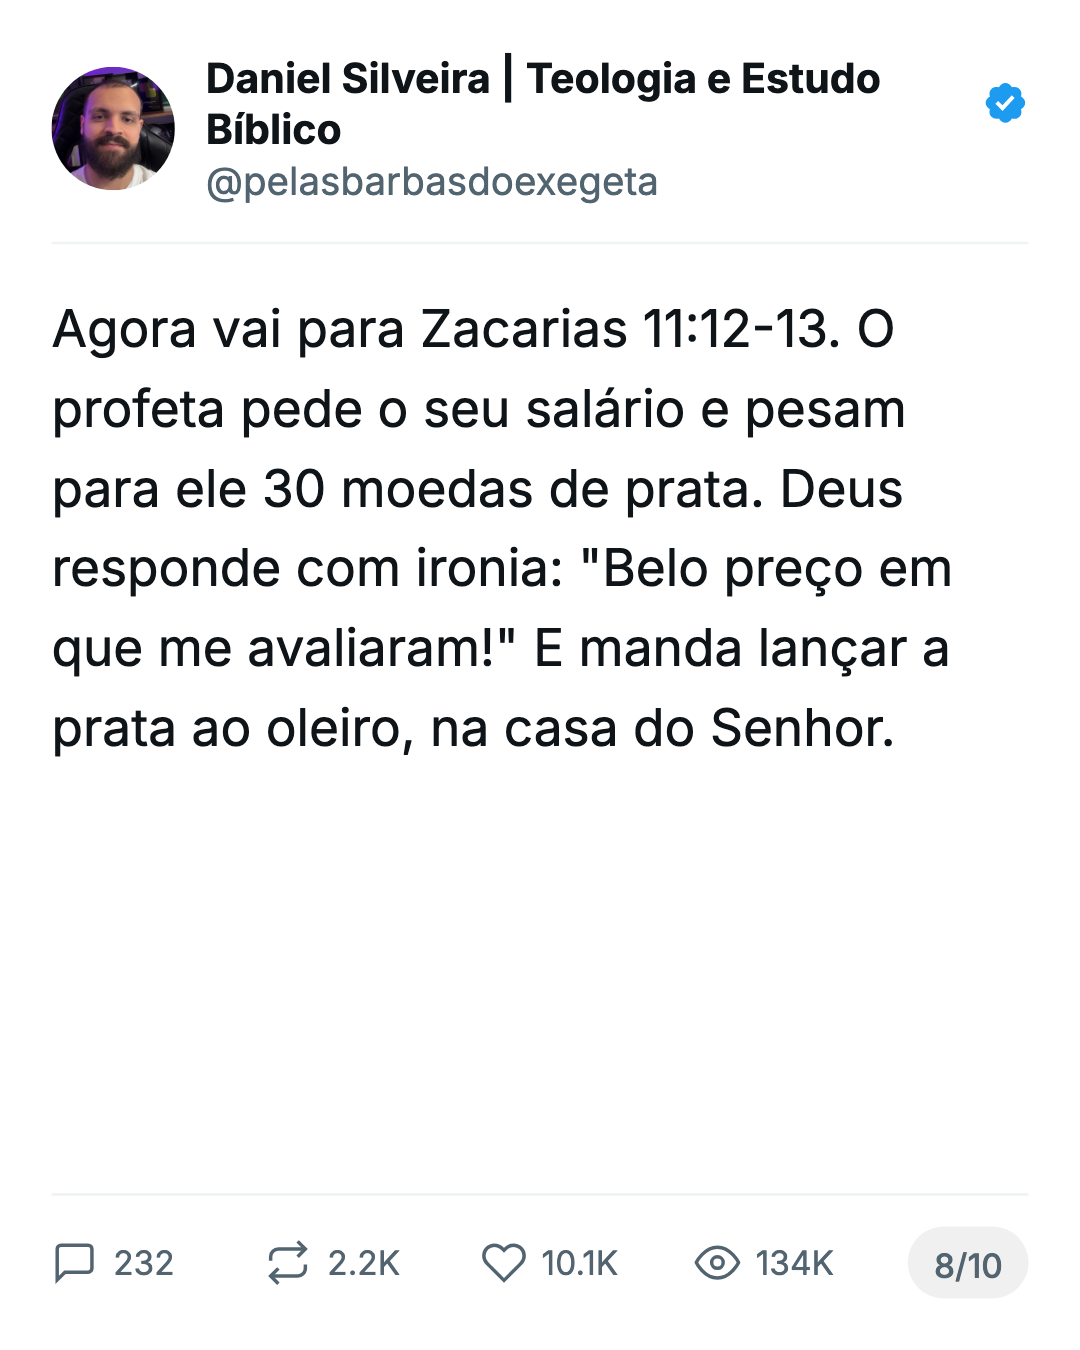 Daniel Silveira | Teologia e Estudo
Bíblico
@pelasbarbasdoexegeta
Agora vai para Zacarias 11:12-13. O
profeta pede o seu salário e pesam
para ele 30 moedas de prata. Deus
responde com ironia: "Belo preço em
que me avaliaram!" E manda lançar a
prata ao oleiro, na casa do Senhor.
232 2.2K 10.1K 134K 8/10